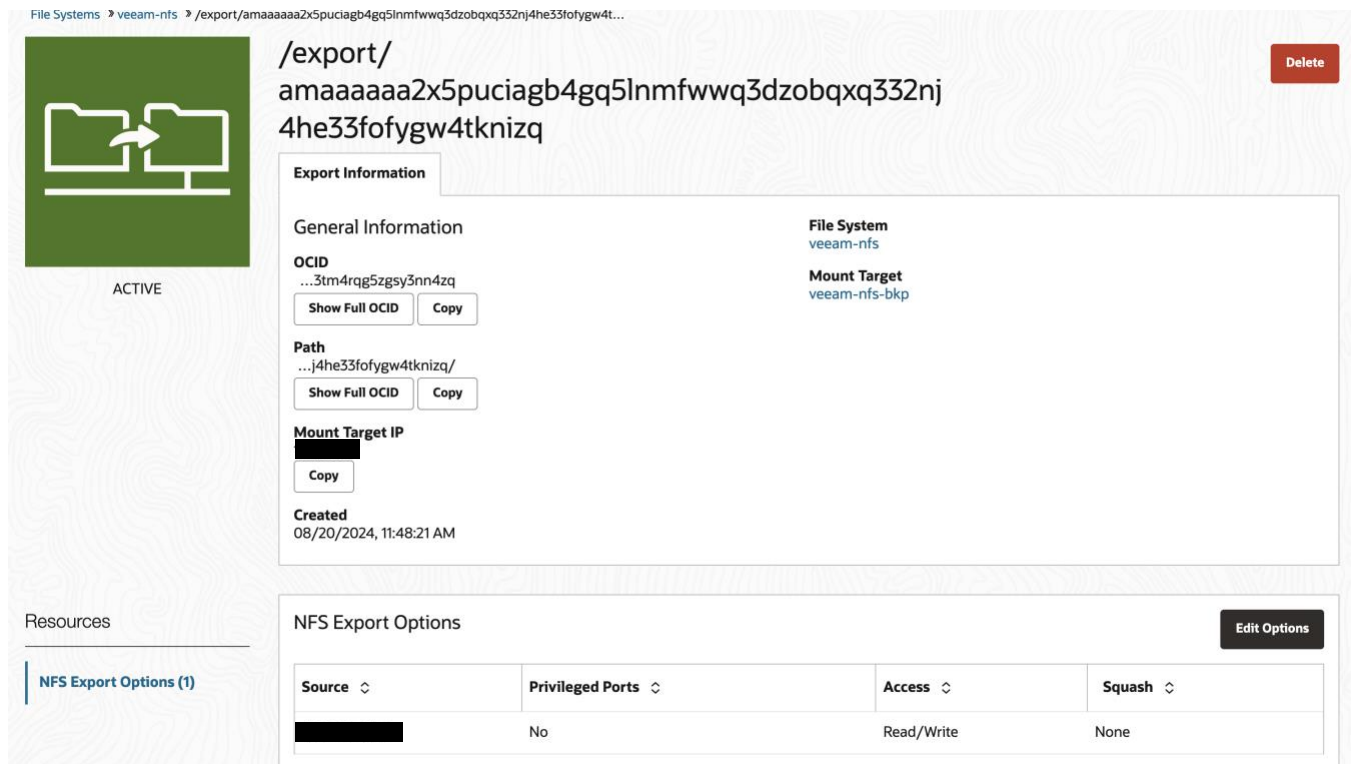 File Systems » veeam-nfs » /export/amaaaaaa2x5puciagb4gq5lnmfwwq3dzobqxq332nj4he33fofygw4t...
/export/
amaaaaaa2x5puciagb4gq5lnmfwwq3dzobqxq332nj
4he33fofygw4tknizq
Delete
ACTIVE
Export Information
General Information
OCID
...3tm4rqg5zgsy3nn4zq
Show Full OCID Copy
Path
...j4he33fofygw4tknizq/
Show Full OCID Copy
Mount Target IP
Copy
Created
08/20/2024, 11:48:21 AM
File System
veeam-nfs
Mount Target
veeam-nfs-bkp
Resources
NFS Export Options (1)
NFS Export Options
Edit Options
Source Privileged Ports Access Squash
No Read/Write None